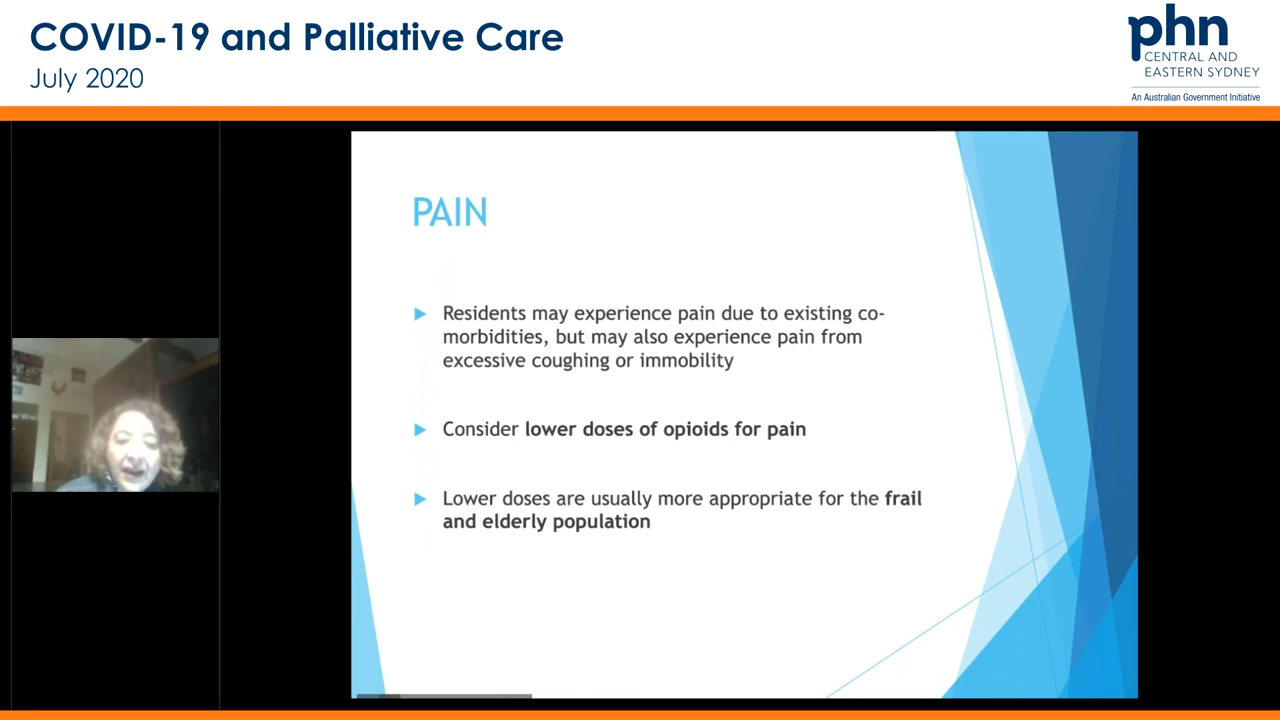 COVID-19 and Palliative Care
July 2020
phn
CENTRAL AND
EASTERN SYDNEY
An Australian Government Initiative
PAIN
Residents may experience pain due to existing co-
morbidities, but may also experience pain from
excessive coughing or immobility
Consider lower doses of opioids for pain
Lower doses are usually more appropriate for the frail
and elderly population